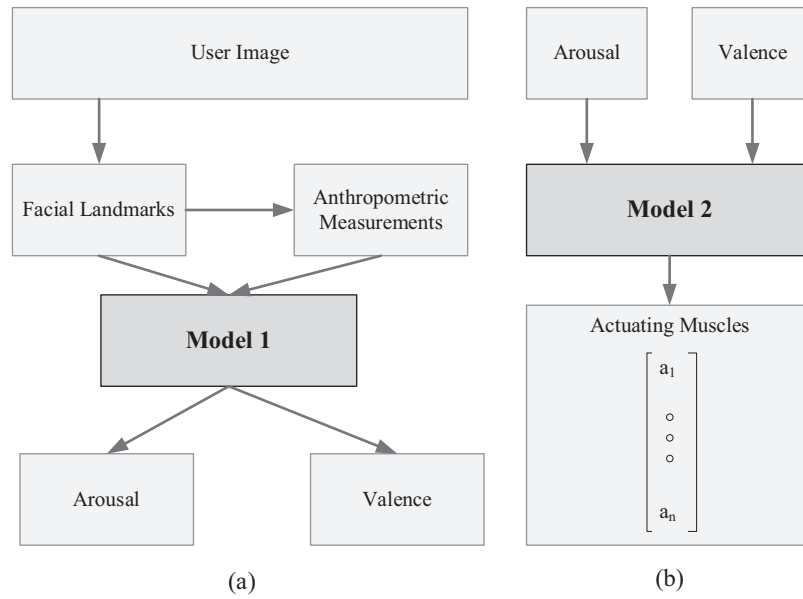 User Image
Facial Landmarks
Anthropometric
Measurements
Model 1
Arousal
Valence
(a)
Arousal
Valence
Model 2
Actuating Muscles
a1
an
(b)